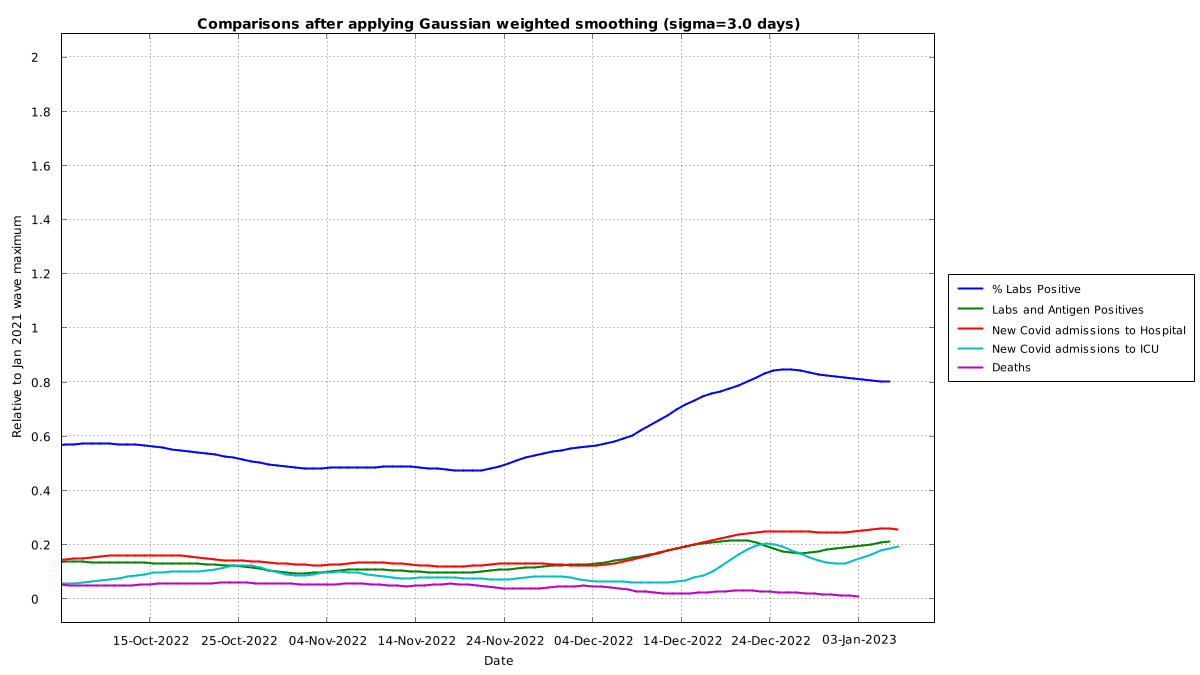 Comparisons after applying Gaussian weighted smoothing (sigma=3.0 days)
Relative to Jan 2021 wave maximum
2
1.8
1.6
1.4
1.2
1
0.8
0.6
0.4
0.2
0
15-Oct-2022 25-Oct-2022 04-Nov-2022 14-Nov-2022 24-Nov-2022 04-Dec-2022 14-Dec-2022 24-Dec-2022 03-Jan-2023
Date
% Labs Positive
Labs and Antigen Positives
New Covid admissions to Hospital
New Covid admissions to ICU
Deaths